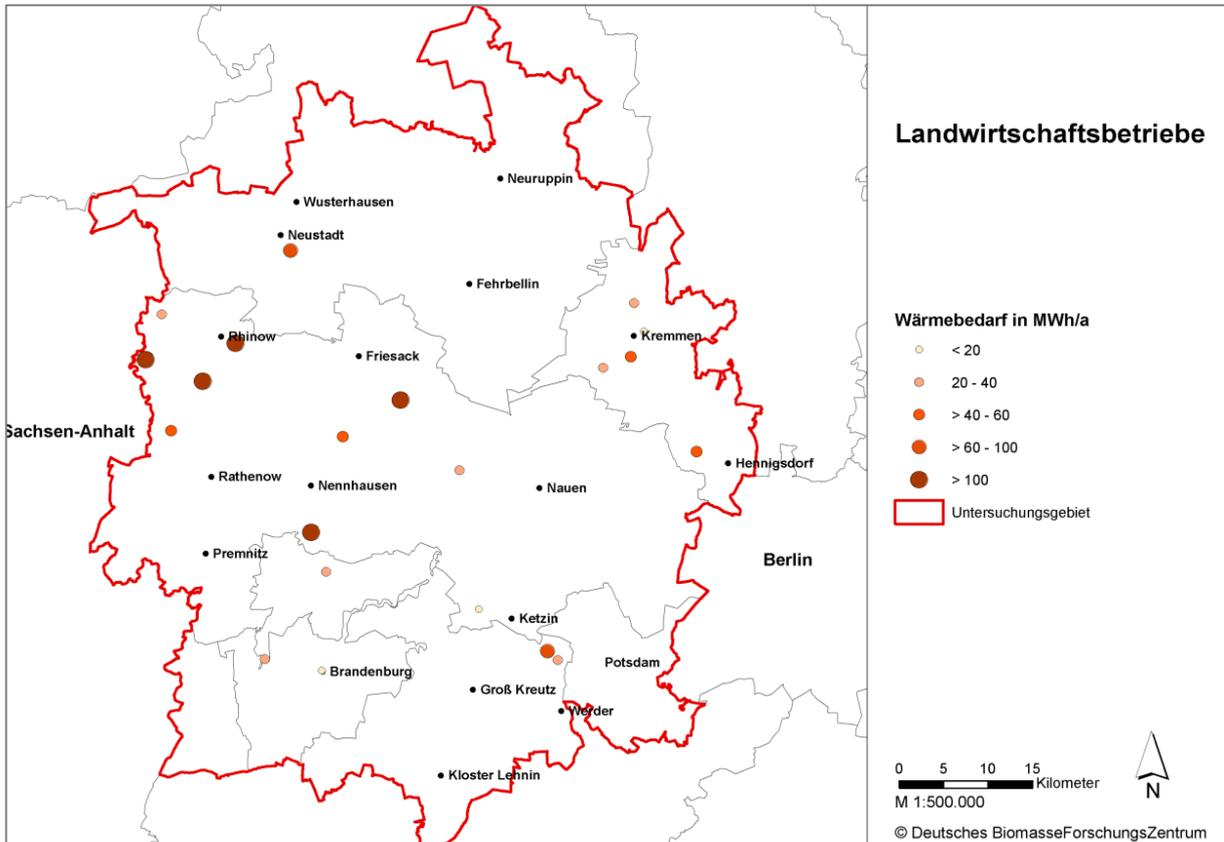 Landwirtschaftsbetriebe
Neuruppin
Wusterhausen
Neustadt
Fehrbellin
Rhinow
Kremmen
Friesack
Sachsen-Anhalt
Hennigsdorf
Rathenow
Nennhausen
Nauen
Premnitz
Berlin
Ketzin
Potsdam
Brandenburg
Groß Kreutz
Werder
Kloster Lehnin
Wärmebedarf in MWh/a
< 20
20 - 40
> 40 - 60
> 60 - 100
> 100
Untersuchungsgebiet
0 5 10 15
Kilometer
M 1:500.000
N
© Deutsches BiomasseForschungsZentrum